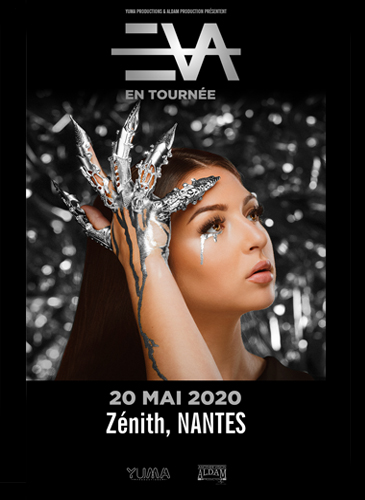 YUMA PRODUCTIONS & ALDAM PRODUCTION PRÉSENTENT
EVA
EN TOURNÉE
20 MAI 2020
Zénith, NANTES
YUMA
ALDAM